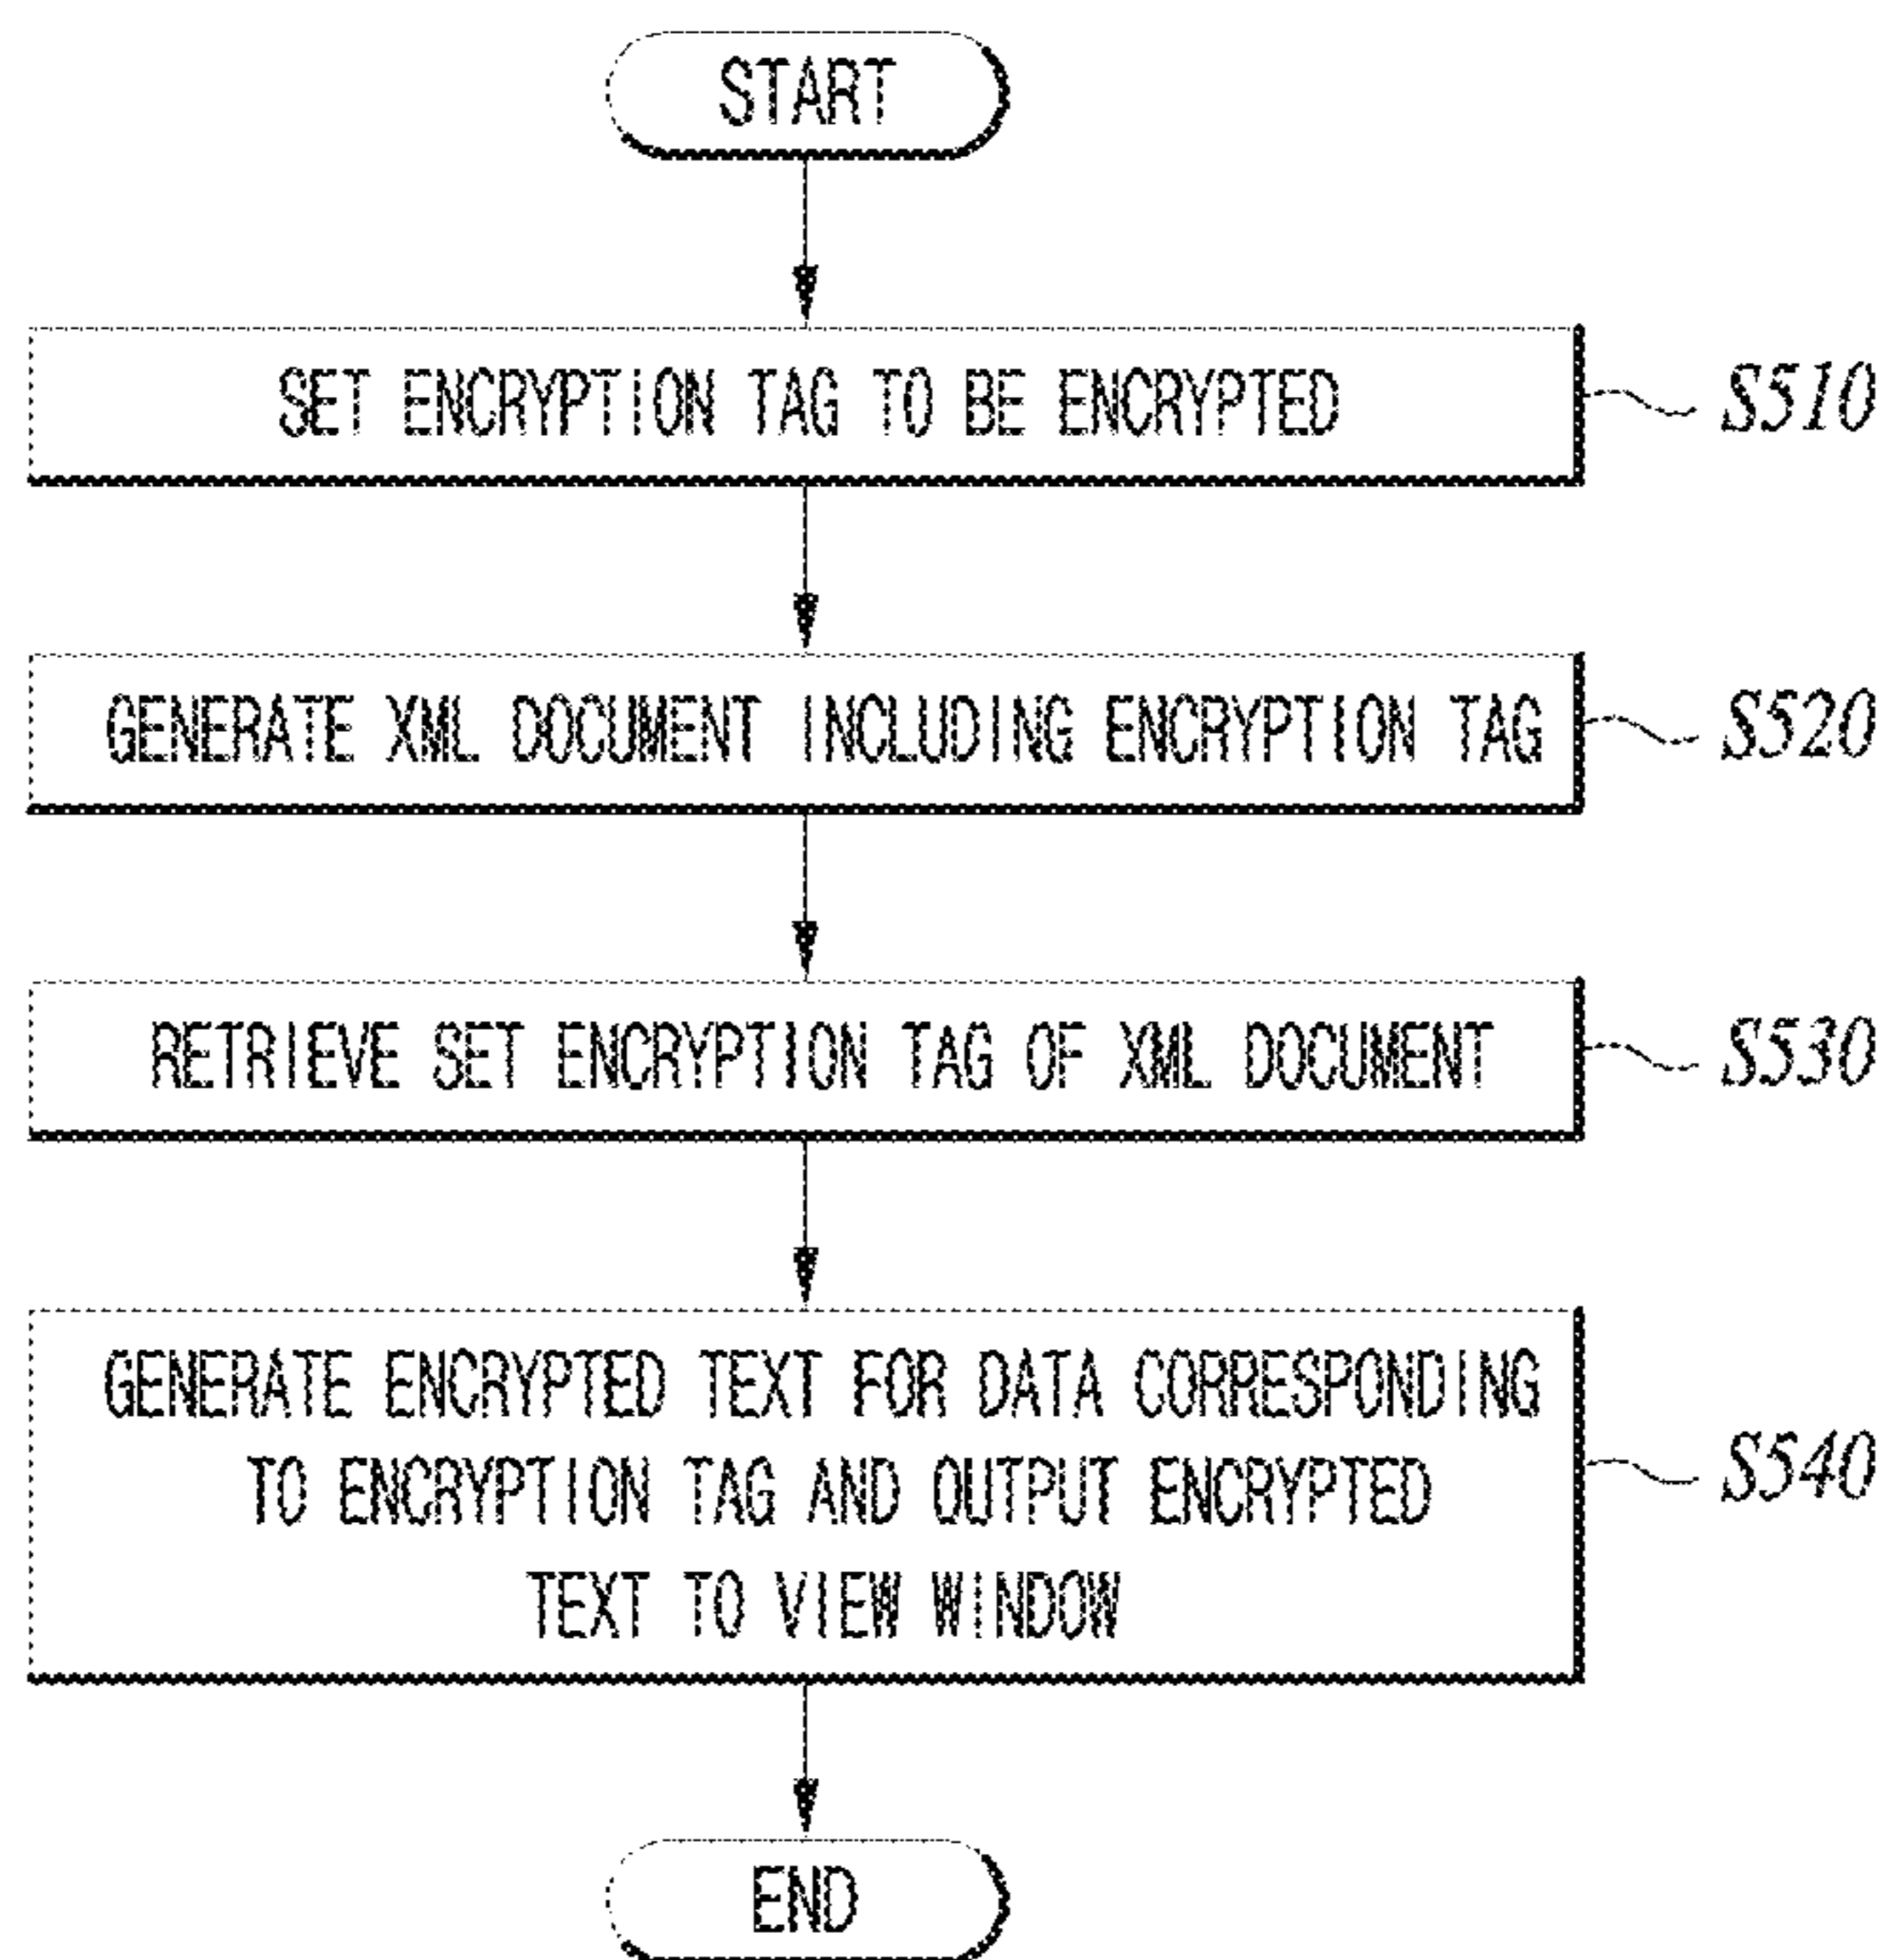 START
SET ENCRYPTION TAG TO BE ENCRYPTED
S510
GENERATE XML DOCUMENT INCLUDING ENCRYPTION TAG
S520
RETRIEVE SET ENCRYPTION TAG OF XML DOCUMENT
S530
GENERATE ENCRYPTED TEXT FOR DATA CORRESPONDING
TO ENCRYPTION TAG AND OUTPUT ENCRYPTED
TEXT TO VIEW WINDOW
S540
END